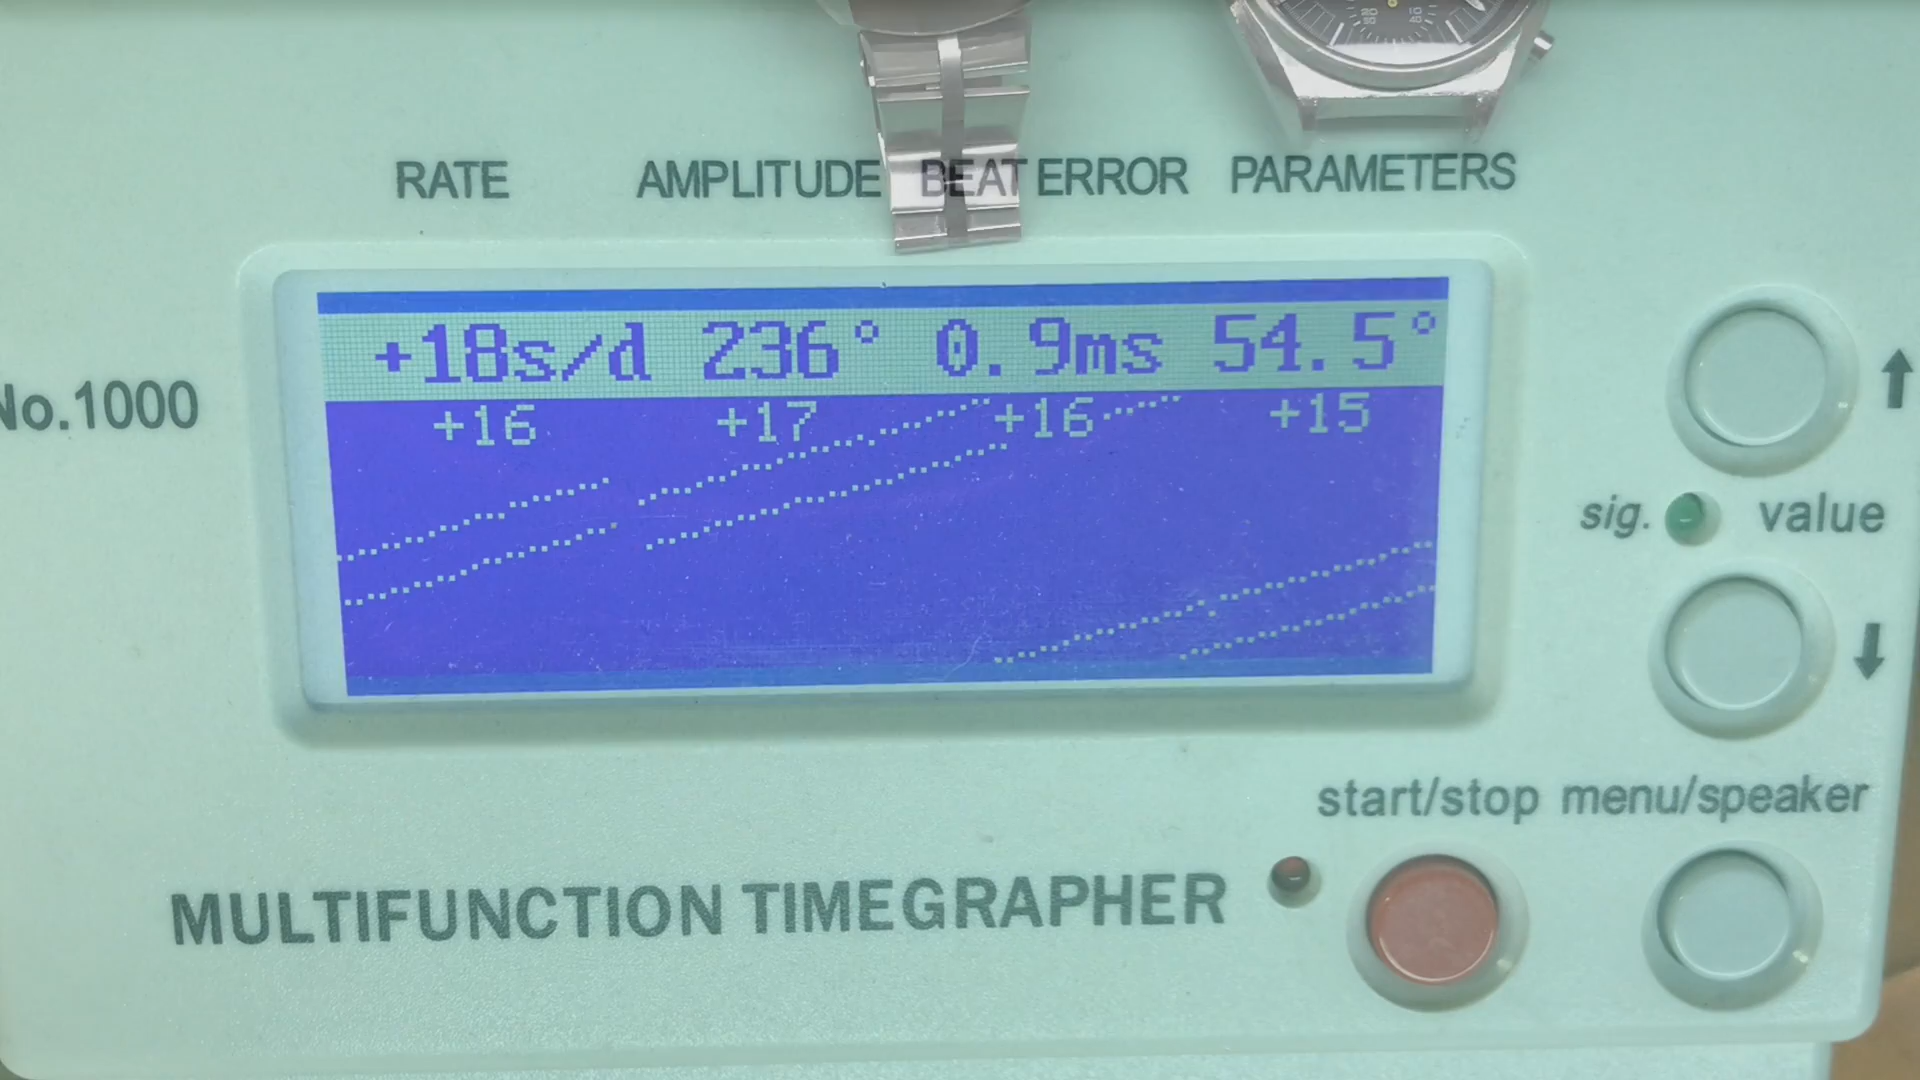 RATE AMPLITUDE BEAT ERROR PARAMETERS
+18s/d 236° 0.9ms 54.5°
+16 +17 +16 +15
No.1000
sig. value
start/stop menu/speaker
MULTIFUNCTION TIMEGRAPHER